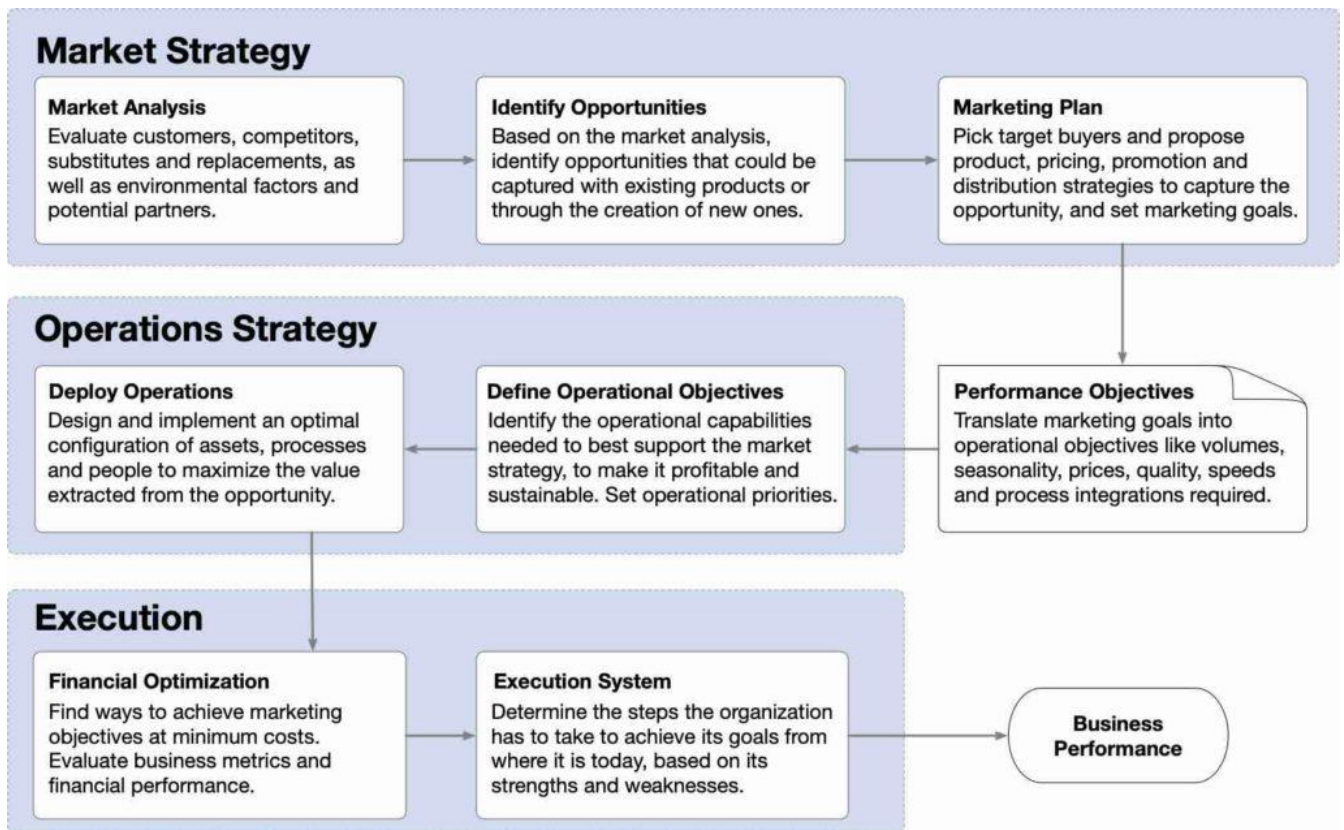 Market Strategy
Market Analysis
Evaluate customers, competitors,
substitutes and replacements, as
well as environmental factors and
potential partners.
Identify Opportunities
Based on the market analysis,
identify opportunities that could be
captured with existing products or
through the creation of new ones.
Marketing Plan
Pick target buyers and propose
product, pricing, promotion and
distribution strategies to capture the
opportunity, and set marketing goals.
Operations Strategy
Deploy Operations
Design and implement an optimal
configuration of assets, processes
and people to maximize the value
extracted from the opportunity.
Define Operational Objectives
Identify the operational capabilities
needed to best support the market
strategy, to make it profitable and
sustainable. Set operational priorities.
Performance Objectives
Translate marketing goals into
operational objectives like volumes,
seasonality, prices, quality, speeds
and process integrations required.
Execution
Financial Optimization
Find ways to achieve marketing
objectives at minimum costs.
Evaluate business metrics and
financial performance.
Execution System
Determine the steps the organization
has to take to achieve its goals from
where it is today, based on its
strengths and weaknesses.
Business
Performance